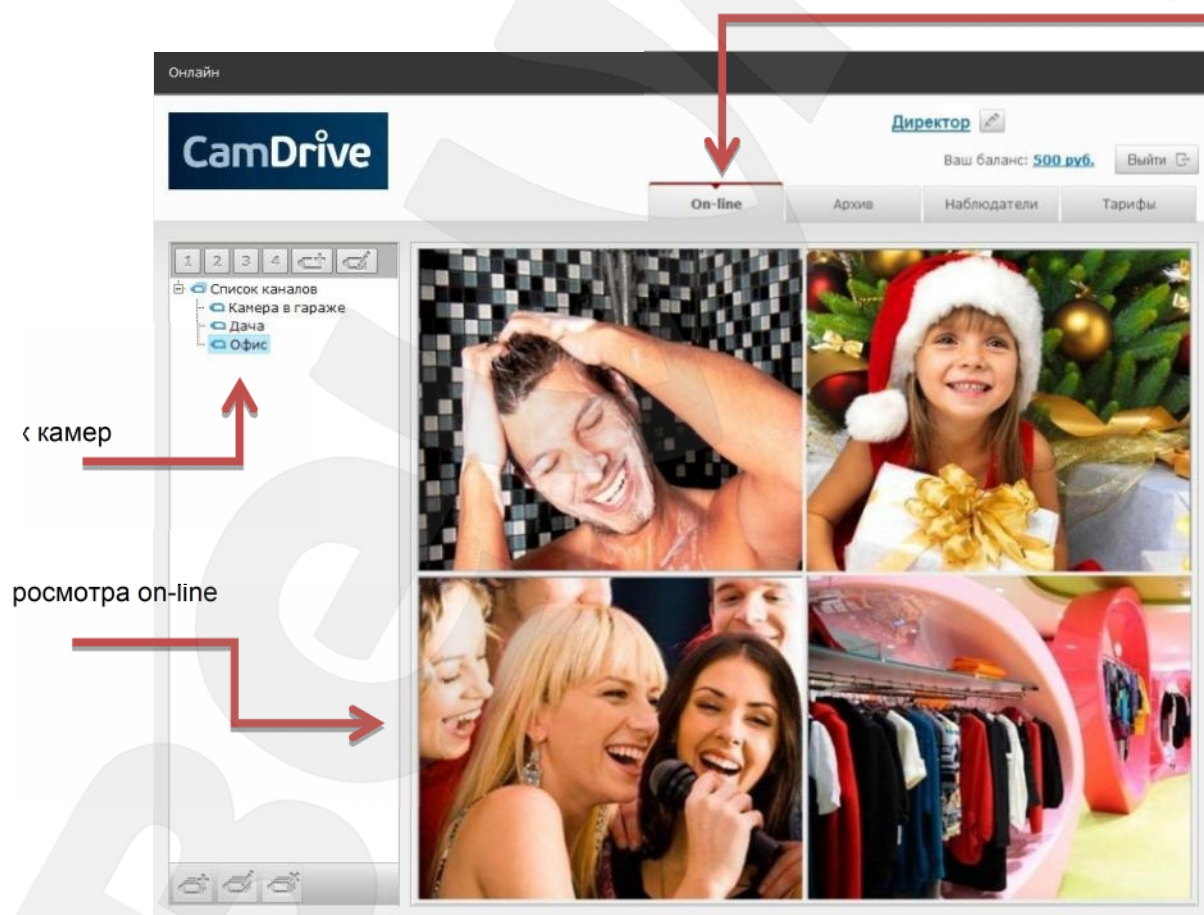 Онлайн
CamDrive
Директор
Ваш баланс: 500 руб.
Выйти
On-line
Архив
Наблюдатели
Тарифы
1 2 3 4
Список каналов
Камера в гараже
Дача
Офис
к камер
росмотра on-line